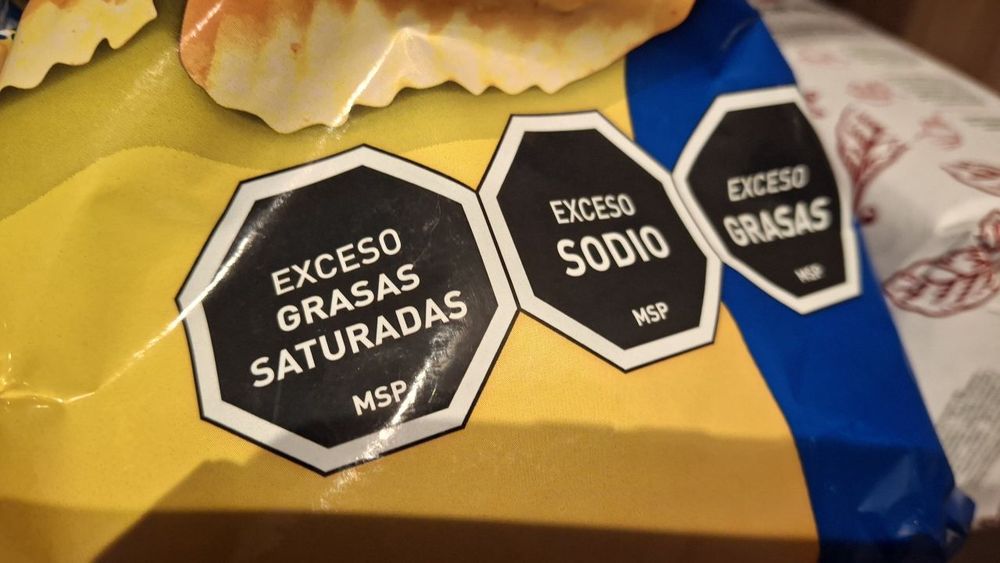 EXCESO
GRASAS
SATURADAS
MSP
EXCESO
SODIO
MSP
EXCESO
GRASAS
MSP